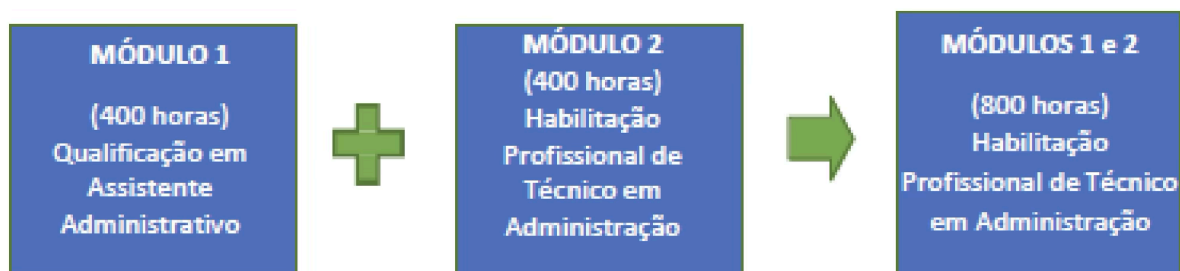 MÓDULO 1
(400 horas)
Qualificação em
Assistente
Administrativo
MÓDULO 2
(400 horas)
Habilitação
Profissional de
Técnico em
Administração
MÓDULOS 1 e 2
(800 horas)
Habilitação
Profissional de Técnico
em Administração